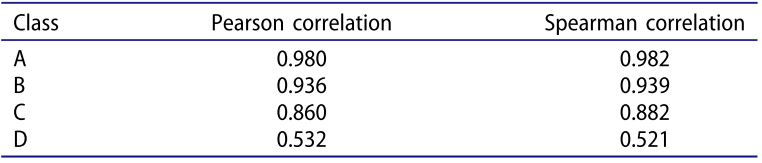 Class Pearson correlation Spearman correlation
A 0.980 0.982
B 0.936 0.939
C 0.860 0.882
D 0.532 0.521